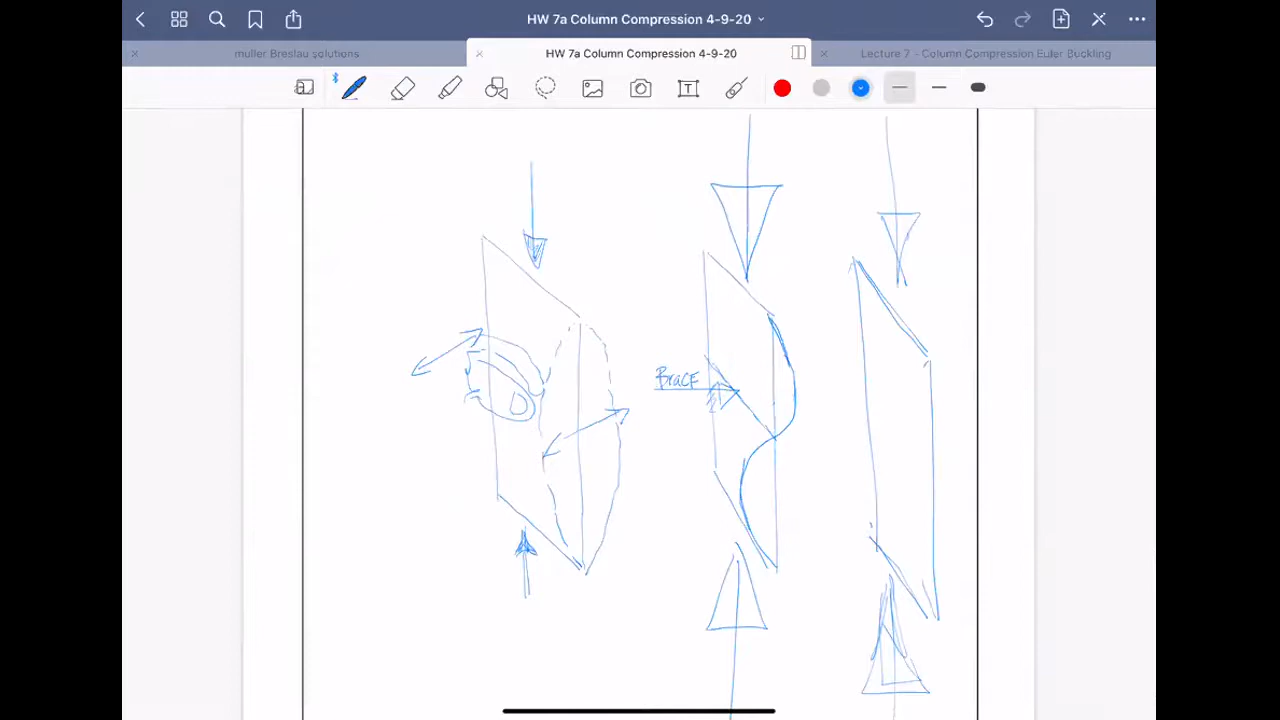 HW 7a Column Compression 4-9-20
muller Breslau solutions
HW 7a Column Compression 4-9-20
Lecture 7 - Column Compression Euler Buckling
T
BracE